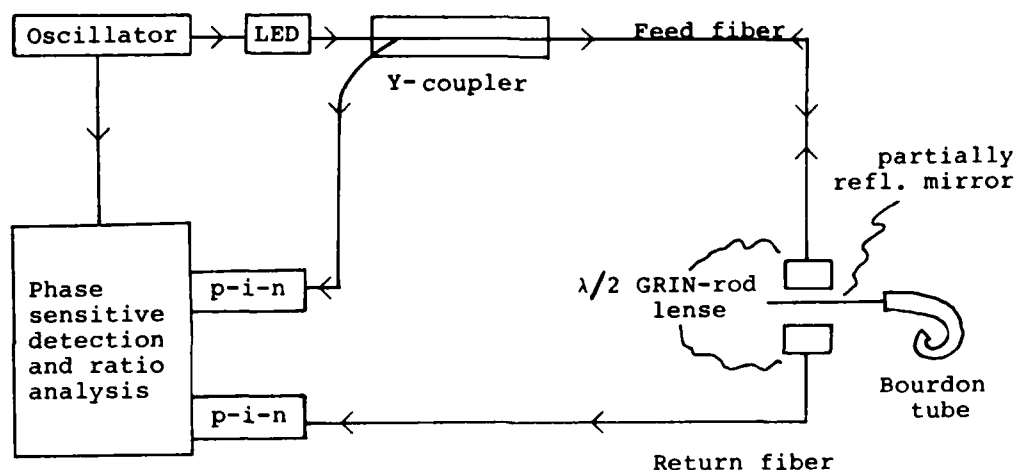 Oscillator
LED
Feed fiber
Y-coupler
partially
refl. mirror
Phase
sensitive
detection
and ratio
analysis
p-i-n
λ/2 GRIN-rod
lense
p-i-n
Bourdon
tube
Return fiber